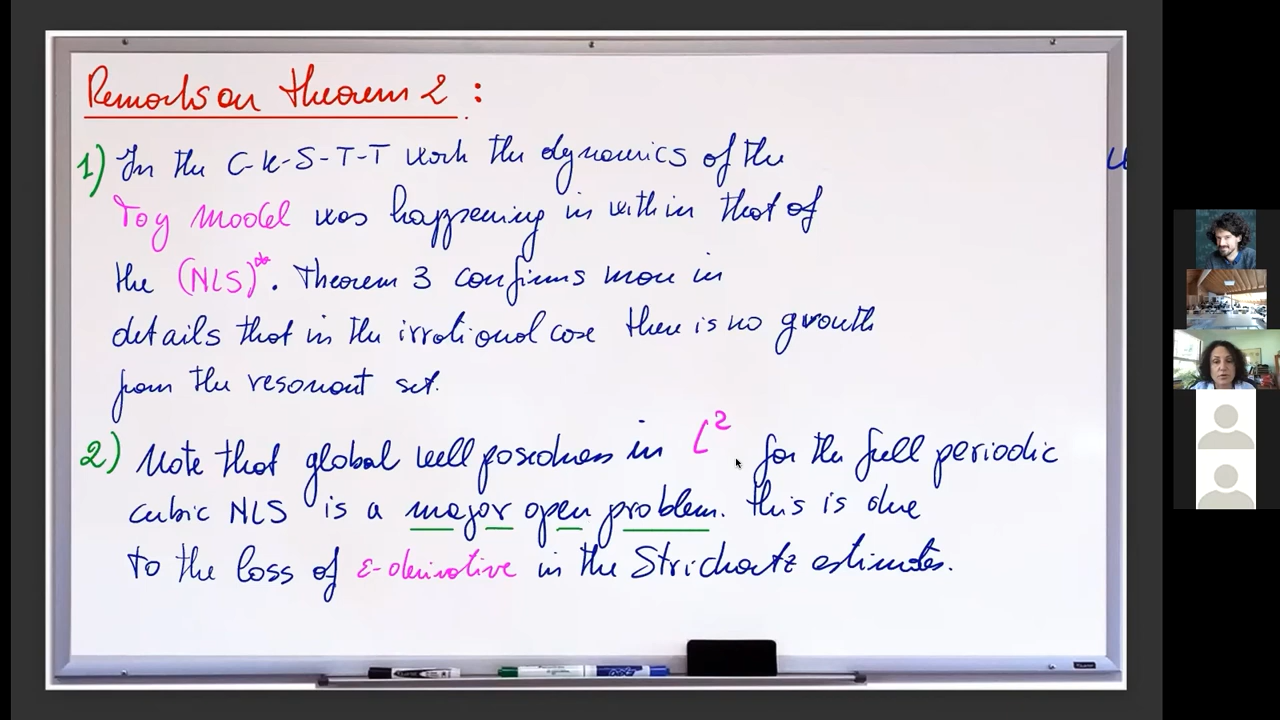 Remarks on Theorem 2 :
1) In the C-K-S-T-T work the dynamics of the
Toy Model was happening in within that of
the (NLS). Theorem 3 confirms more in
details that in the irrational case there is no growth
from the resonant set.
2) Note that global well posedness in L² for the full periodic
cubic NLS is a major open problem. This is due
to the loss of ε-derivative in the Strichartz estimates.